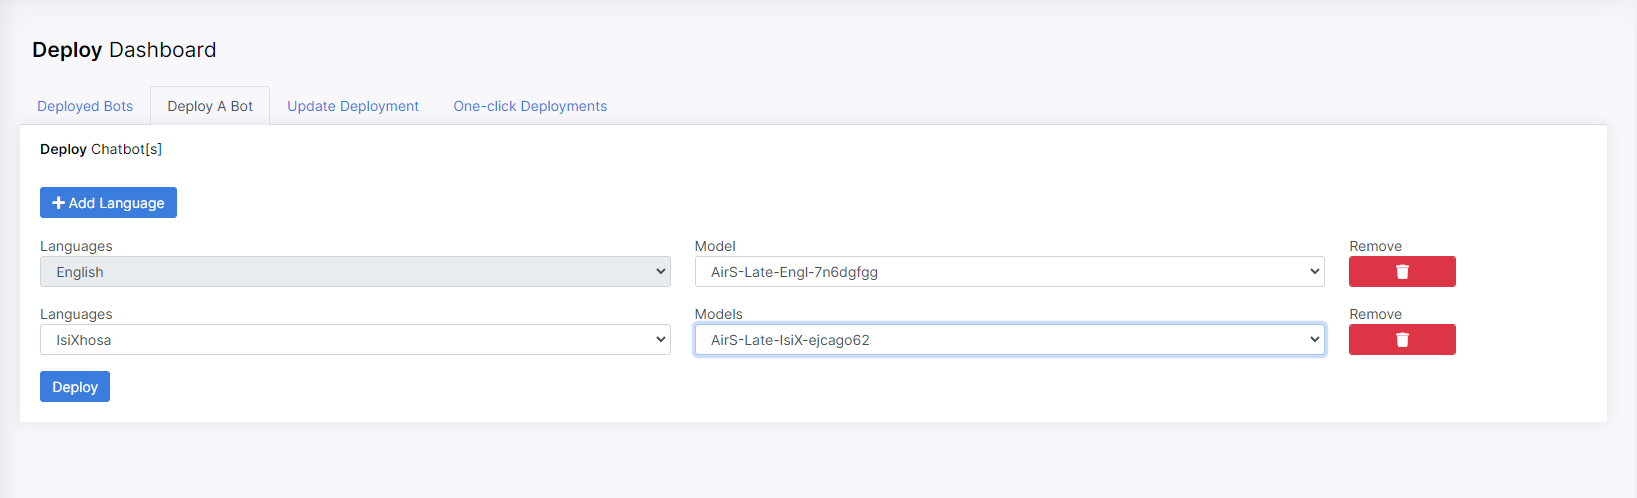 Deploy Dashboard
Deployed Bots Deploy A Bot Update Deployment One-click Deployments
Deploy Chatbot[s]
Add Language
Languages Model Remove
English AirS-Late-Engl-7n6dgfgg
Languages Models Remove
IsiXhosa AirS-Late-IsiX-ejcago62
Deploy